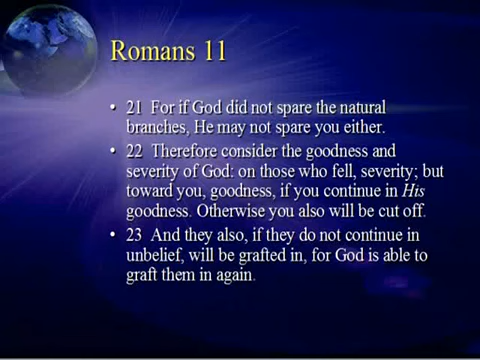 Romans 11
• 21  For if God did not spare the natural
branches, He may not spare you either.
• 22  Therefore consider the goodness and
severity of God: on those who fell, severity; but
toward you, goodness, if you continue in His
goodness. Otherwise you also will be cut off.
• 23  And they also, if they do not continue in
unbelief, will be grafted in, for God is able to
graft them in again.